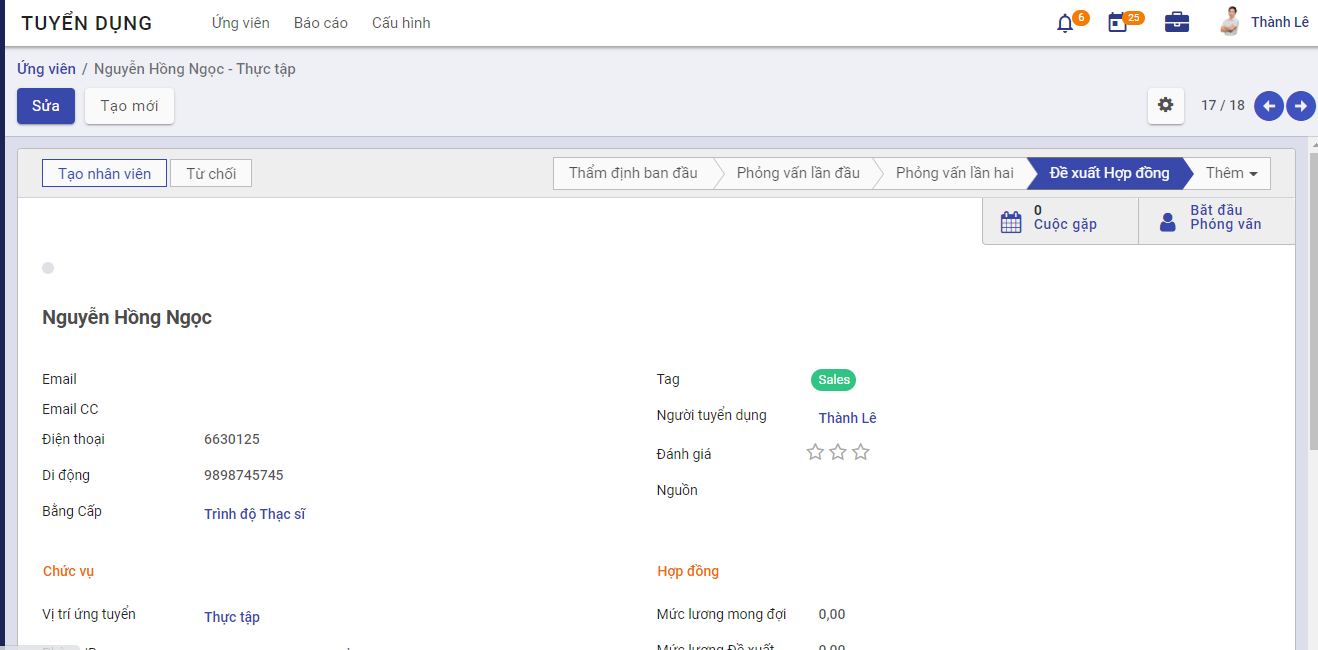 TUYỂN DỤNG Ứng viên Báo cáo Cấu hình 6 25 Thành Lê
Ứng viên / Nguyễn Hồng Ngọc - Thực tập
Sửa Tạo mới 17 / 18
Tạo nhân viên Từ chối Thẩm định ban đầu Phỏng vấn lần đầu Phỏng vấn lần hai Đề xuất Hợp đồng Thêm
0
Cuộc gặp
Bắt đầu
Phỏng vấn
Nguyễn Hồng Ngọc
Email
Email CC
Điện thoại 6630125
Di động 9898745745
Bằng Cấp Trình độ Thạc sĩ
Tag Sales
Người tuyển dụng Thành Lê
Đánh giá
Nguồn
Chức vụ
Vị trí ứng tuyển Thực tập
Hợp đồng
Mức lương mong đợi 0,00
Mức lương Đề xuất 0,00